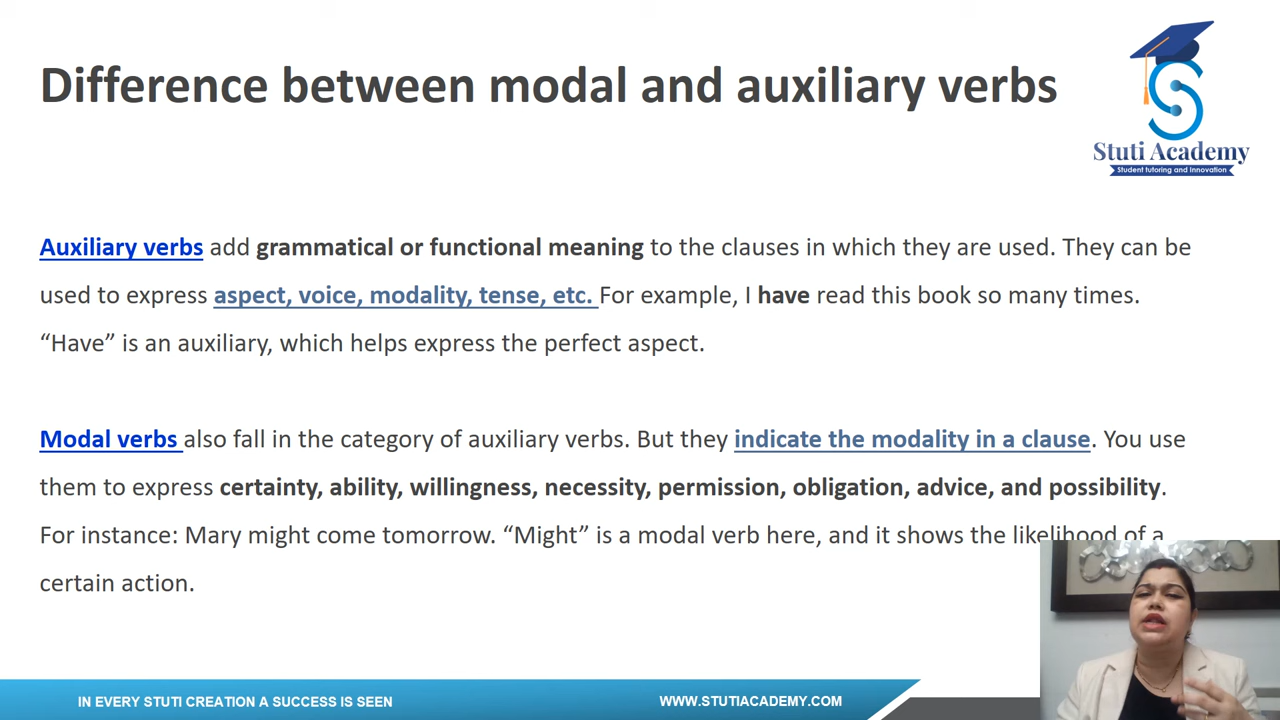 Difference between modal and auxiliary verbs
Stuti Academy
Student tutoring and Innovation
Auxiliary verbs add grammatical or functional meaning to the clauses in which they are used. They can be
used to express aspect, voice, modality, tense, etc. For example, I have read this book so many times.
“Have” is an auxiliary, which helps express the perfect aspect.
Modal verbs also fall in the category of auxiliary verbs. But they indicate the modality in a clause. You use
them to express certainty, ability, willingness, necessity, permission, obligation, advice, and possibility.
For instance: Mary might come tomorrow. “Might” is a modal verb here, and it shows the likelihood of a
certain action.
IN EVERY STUTI CREATION A SUCCESS IS SEEN
WWW.STUTIACADEMY.COM